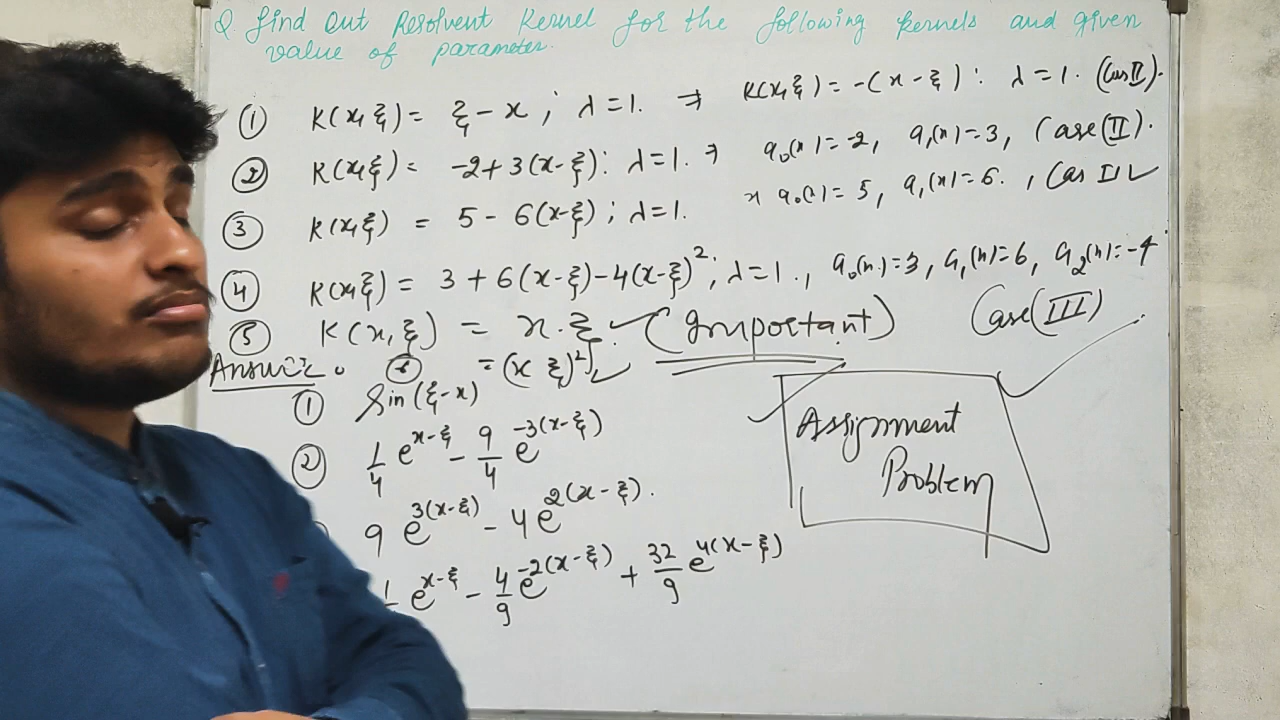 Q find out Resolvent Kernel for the following kernels and given
value of parameter.
① K(x,ξ) = ξ - x ; λ = 1. ⇒ K(x,ξ) = -(x - ξ) : λ = 1. (Cas II).
② K(x,ξ) = -2 + 3(x-ξ) : λ = 1. ⇒ a₀(x) = -2, a₁(x) = 3, Case (II).
③ K(x,ξ) = 5 - 6(x-ξ) ; λ = 1. a₀(x) = 5, a₁(x) = 6. , Cas II ✓
④ K(x,ξ) = 3 + 6(x-ξ) - 4(x-ξ)² ; λ = 1. , a₀(x) = 3, a₁(x) = 6, a₂(x) = -4
Case (III)
⑤ K(x,ξ) = x.ξ ✓ (Important)
⑥ = (x ξ)² ✓
Answer.
① Sin(ξ-x)
② 1/4 e^{x-ξ} - 9/4 e^{-3(x-ξ)}
9 e^{3(x-ξ)} - 4 e^{2(x-ξ)}.
e^{x-ξ} - 4/9 e^{-2(x-ξ)} + 32/9 e^{4(x-ξ)}
Assignment
Problem